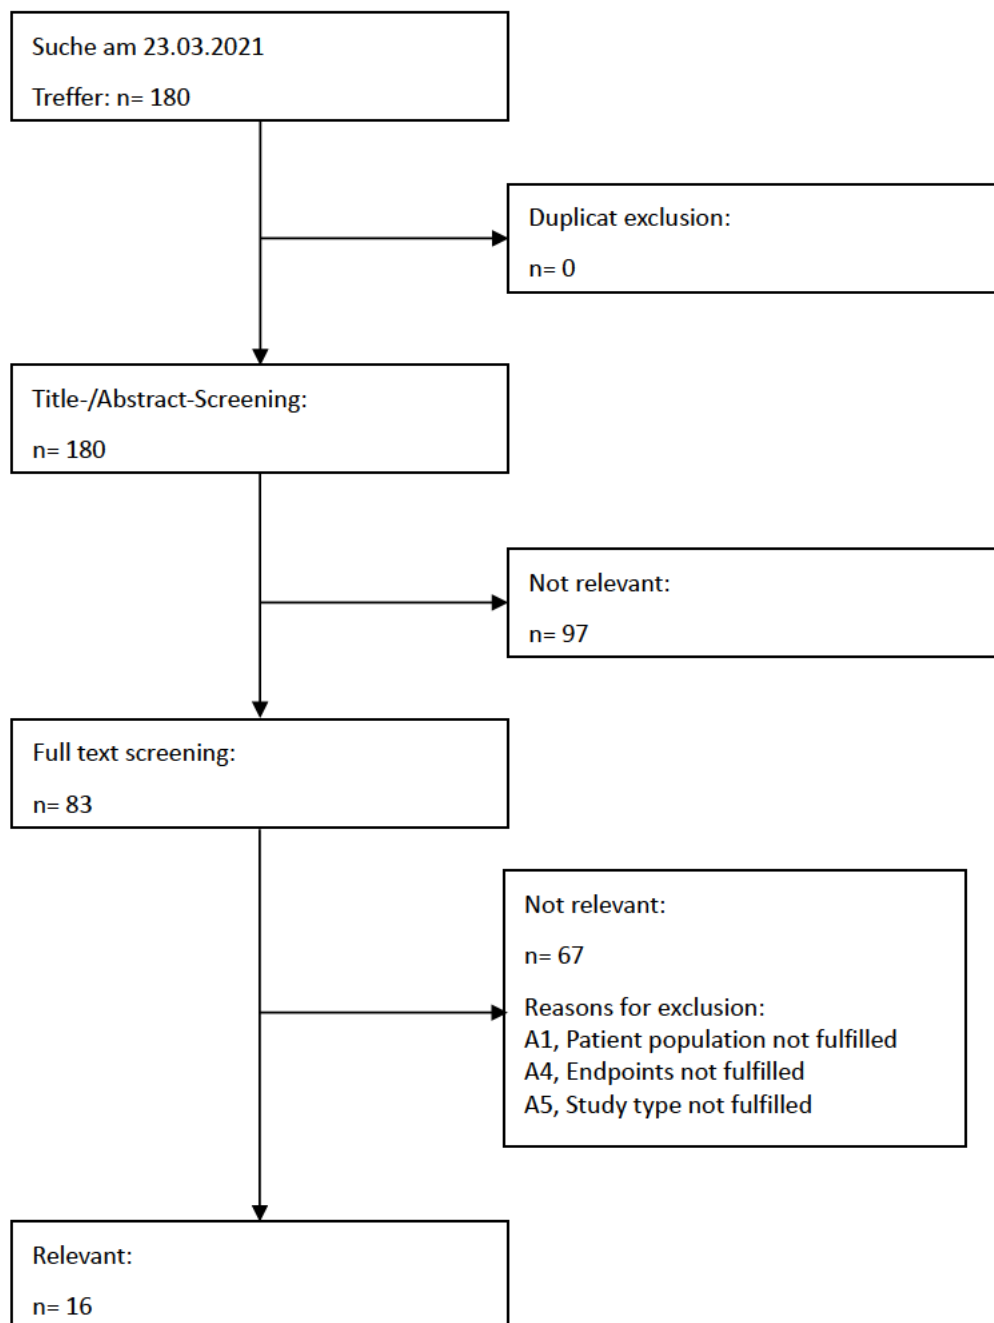 Suche am 23.03.2021
Treffer: n= 180
Duplicat exclusion:
n= 0
Title-/Abstract-Screening:
n= 180
Not relevant:
n= 97
Full text screening:
n= 83
Not relevant:
n= 67
Reasons for exclusion:
A1, Patient population not fulfilled
A4, Endpoints not fulfilled
A5, Study type not fulfilled
Relevant:
n= 16